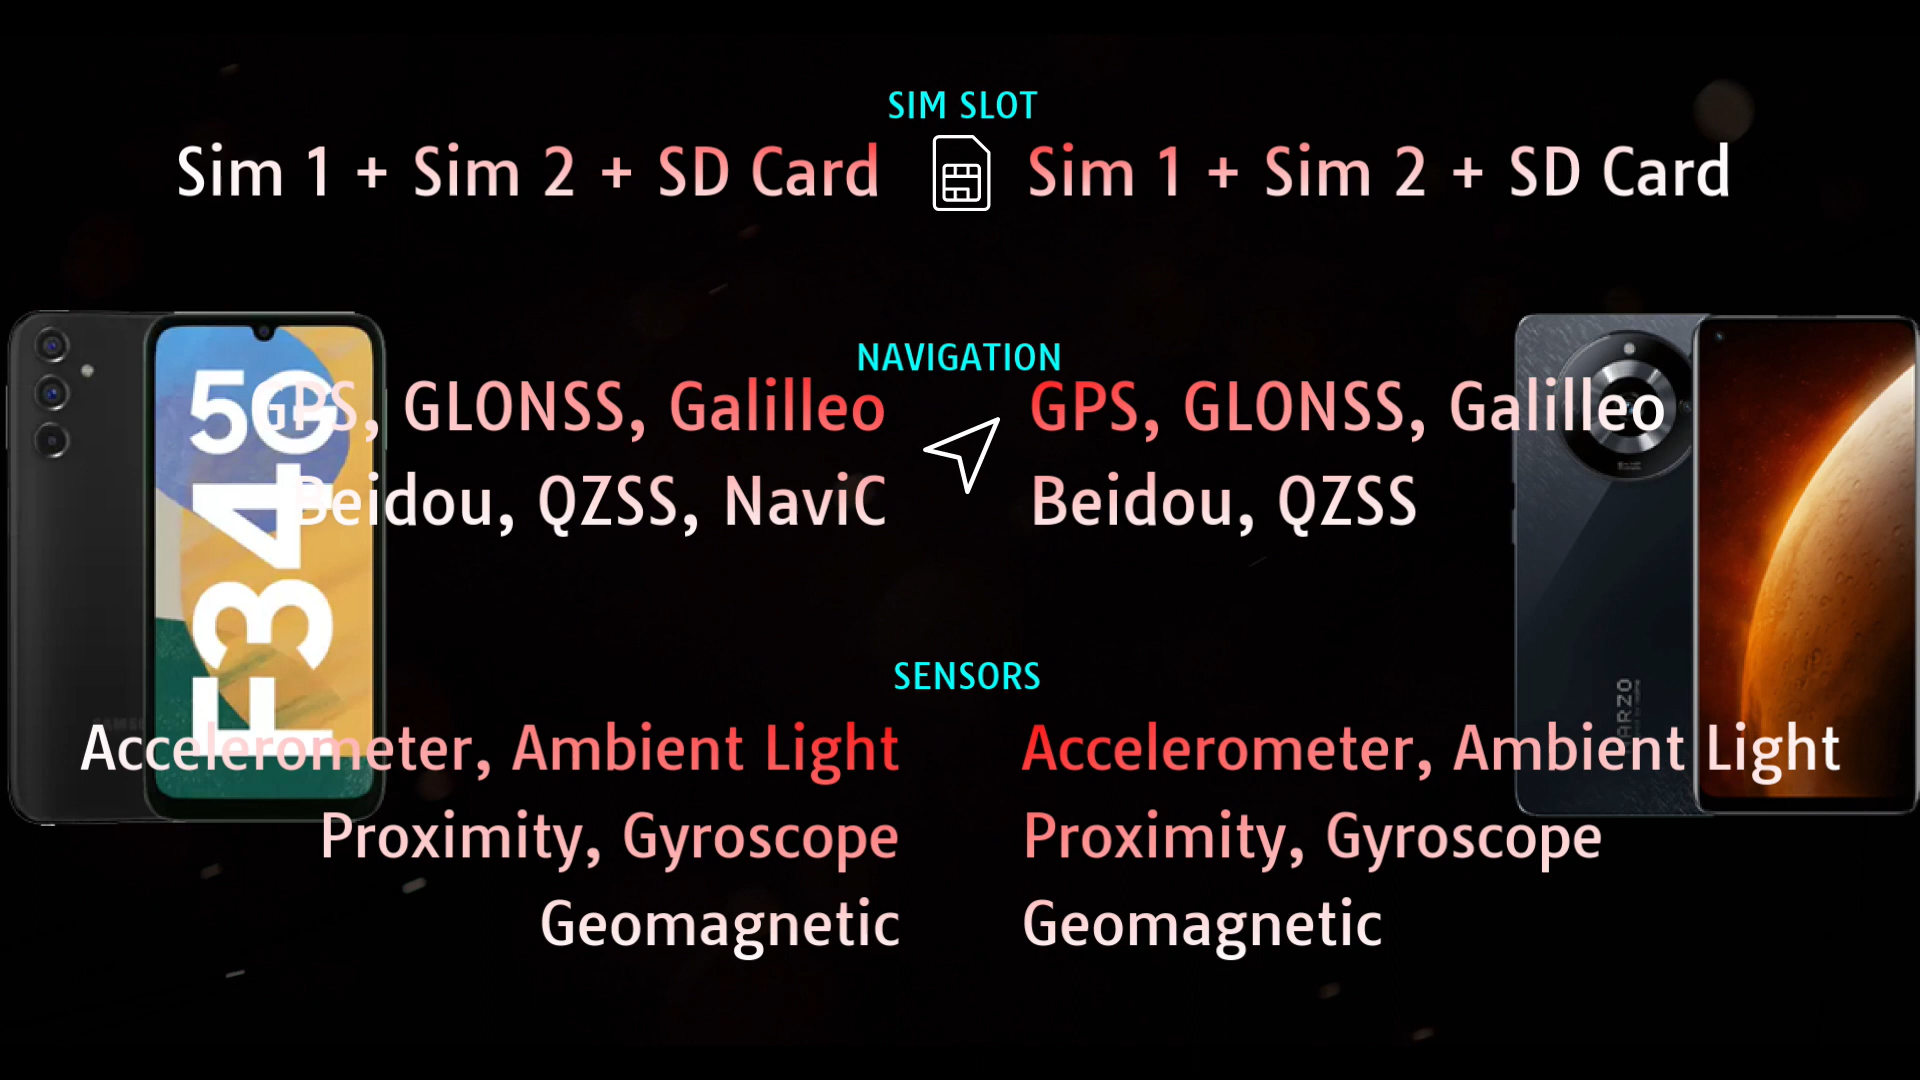 SIM SLOT
Sim 1 + Sim 2 + SD Card
Sim 1 + Sim 2 + SD Card
NAVIGATION
GPS, GLONSS, Galilleo
Beidou, QZSS, NaviC
GPS, GLONSS, Galilleo
Beidou, QZSS
F34 5G
SENSORS
Accelerometer, Ambient Light
Proximity, Gyroscope
Geomagnetic
Accelerometer, Ambient Light
Proximity, Gyroscope
Geomagnetic